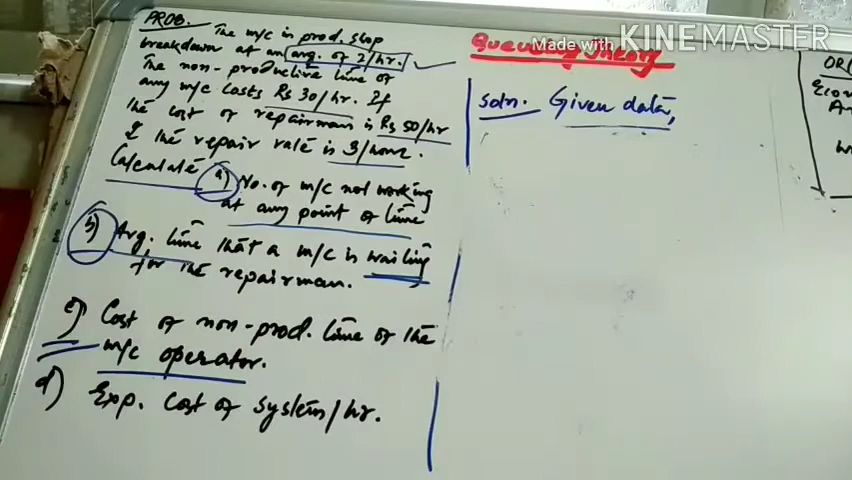 PROB.
The m/c in prod. shop
breakdown at an avg. of 2/hr.
The non-productive time of
any m/c costs Rs 30/hr. If
the cost of repairman is Rs 50/hr
& the repair rate is 3/hour.
Calculate a) No. of m/c not working
at any point of time
b) Avg. time that a m/c is waiting
for the repairman.
c) Cost of non-prod. time of the
m/c operator.
d) Exp. cost of system/hr.
Queuing Theory
Made with KINEMASTER
Soln. Given data,
OR(